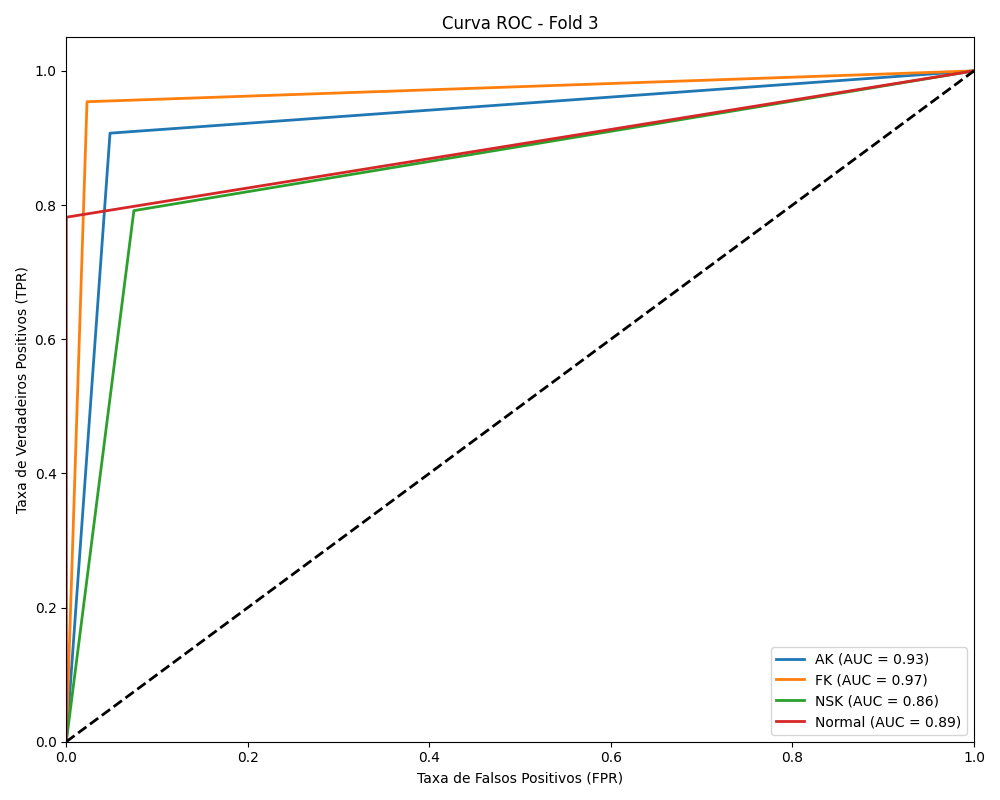 Curva ROC - Fold 3
Taxa de Verdadeiros Positivos (TPR)
1.0
0.8
0.6
0.4
0.2
0.0
0.0 0.2 0.4 0.6 0.8 1.0
Taxa de Falsos Positivos (FPR)
AK (AUC = 0.93)
FK (AUC = 0.97)
NSK (AUC = 0.86)
Normal (AUC = 0.89)